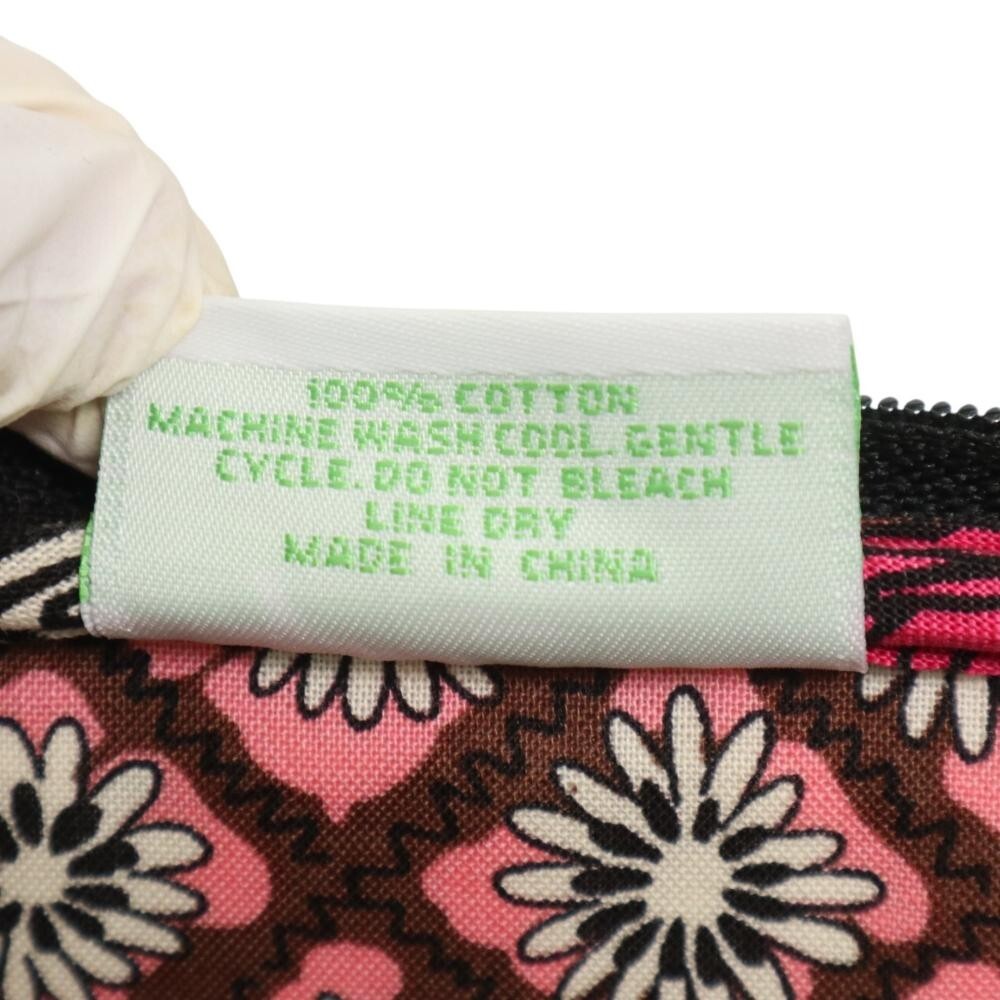 100% COTTON
MACHINE WASH COOL. GENTLE
CYCLE. DO NOT BLEACH
LINE DRY
MADE IN CHINA